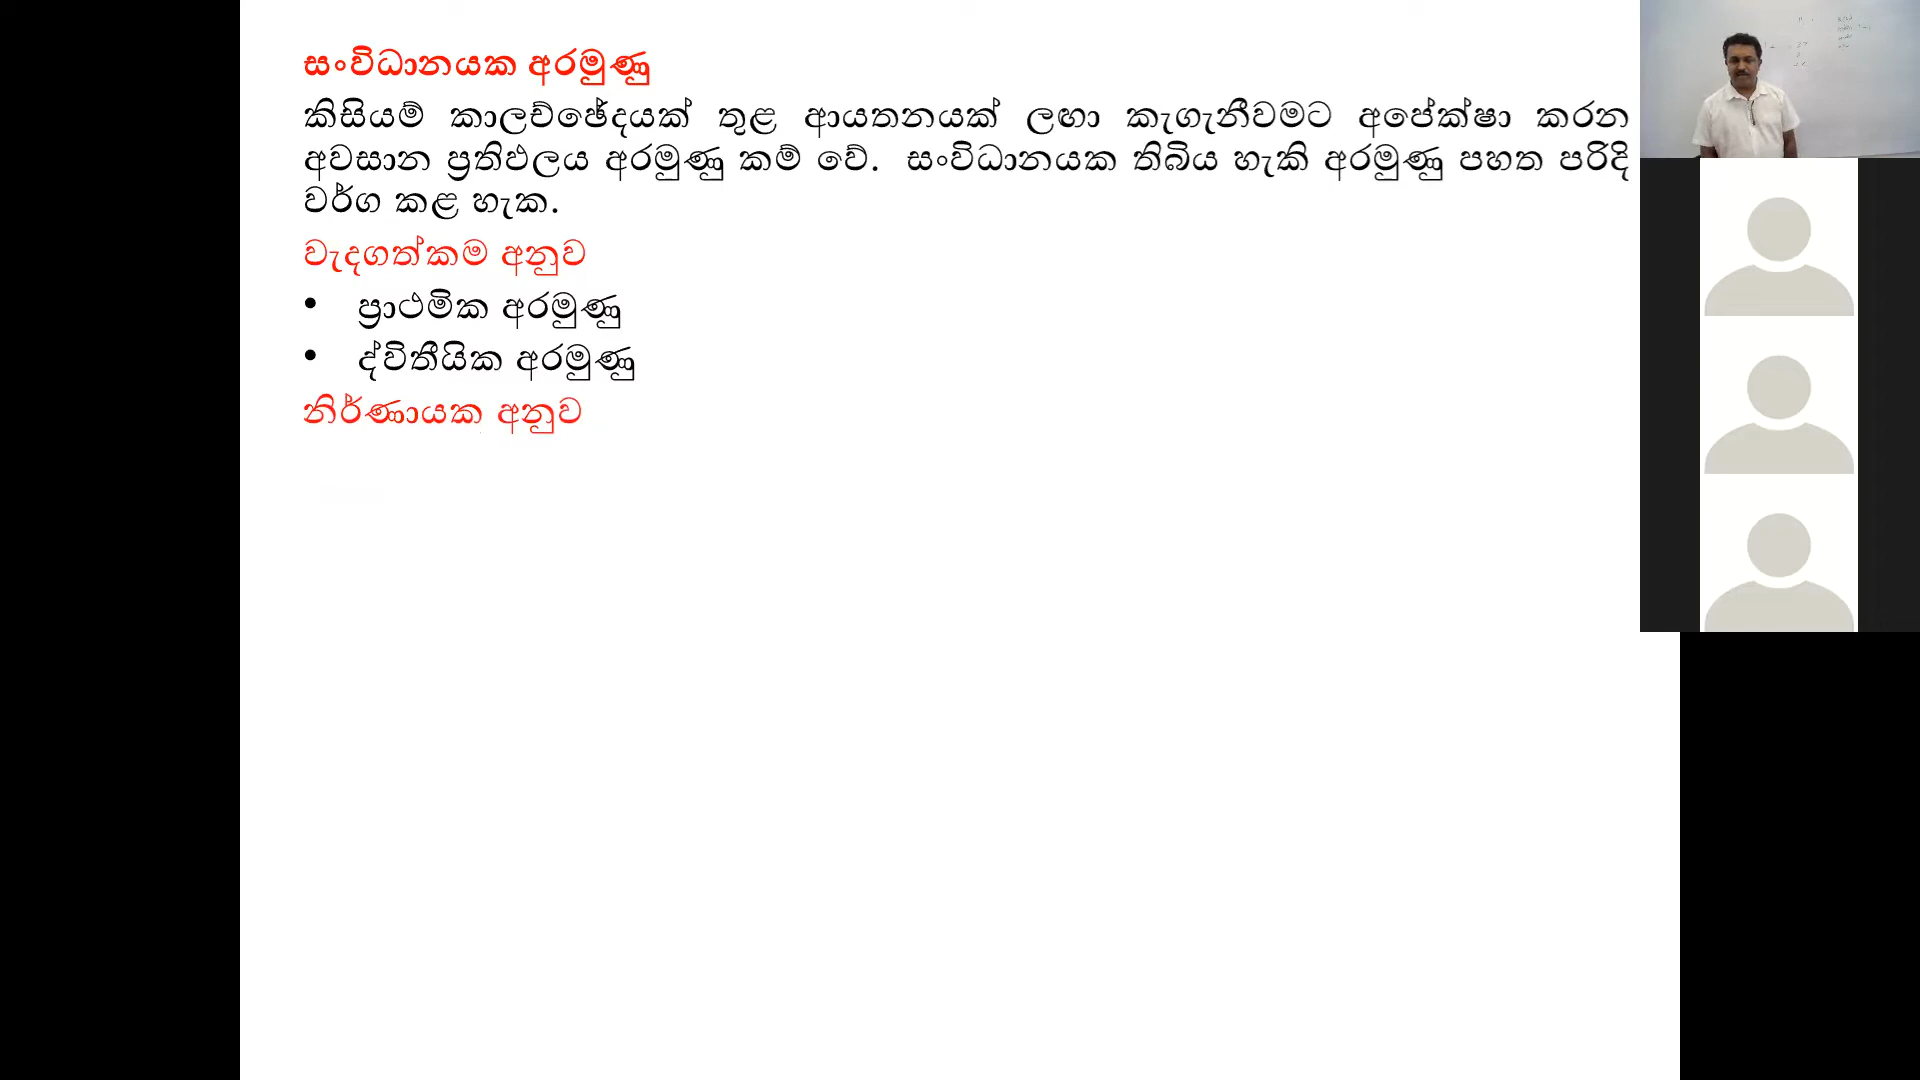 සංවිධානයක අරමුණු
කිසියම් කාලච්ඡේදයක් තුළ ආයතනයක් ලඟා කැගැනීවමට අපේක්ෂා කරන
අවසාන ප්‍රතිඵලය අරමුණු කම් වේ. සංවිධානයක තිබිය හැකි අරමුණු පහත පරිදි
වර්ග කළ හැක.
වැදගත්කම අනුව
• ප්‍රාථමික අරමුණු
• ද්විතීයික අරමුණු
නිර්ණායක අනුව